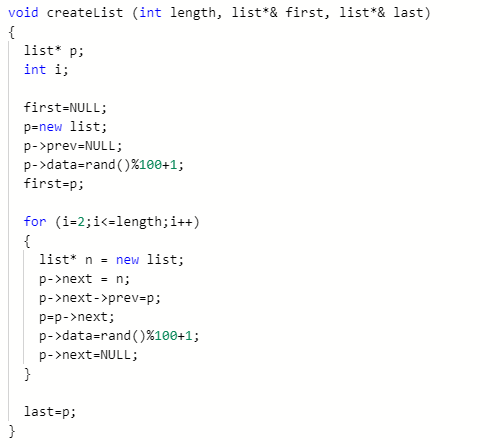 void createList (int length, list*& first, list*& last)
{
  list* p;
  int i;

  first=NULL;
  p=new list;
  p->prev=NULL;
  p->data=rand()%100+1;
  first=p;

  for (i=2;i<=length;i++)
  {
    list* n = new list;
    p->next = n;
    p->next->prev=p;
    p=p->next;
    p->data=rand()%100+1;
    p->next=NULL;
  }

  last=p;
}